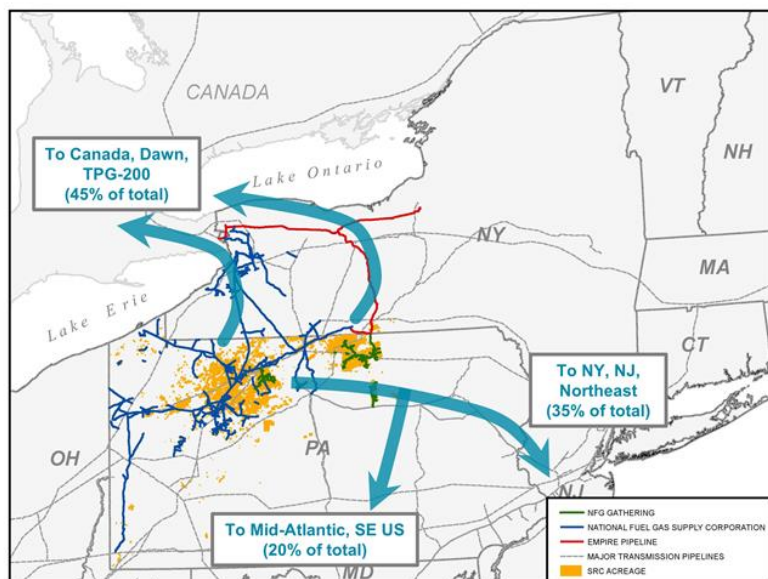 CANADA
VT
NH
To Canada, Dawn,
TPG-200
(45% of total)
Lake Ontario
NY
MA
Lake Erie
CT
To NY, NJ,
Northeast
(35% of total)
OH
PA
NJ
To Mid-Atlantic, SE US
(20% of total)
MD
NFG GATHERING
NATIONAL FUEL GAS SUPPLY CORPORATION
EMPIRE PIPELINE
MAJOR TRANSMISSION PIPELINES
SRC ACREAGE